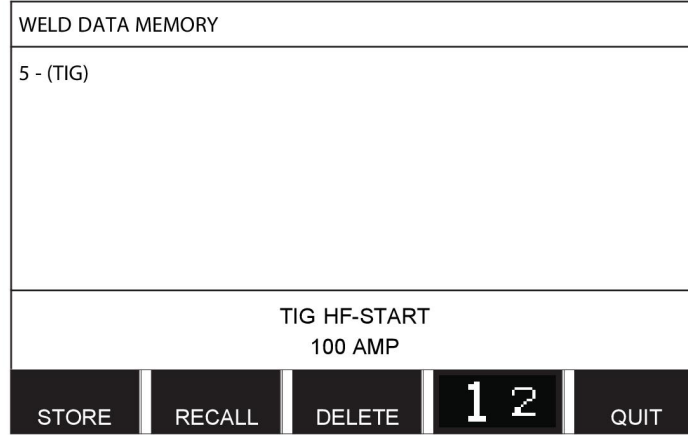 WELD DATA MEMORY
5 - (TIG)
TIG HF-START
100 AMP
STORE RECALL DELETE 1 2 QUIT